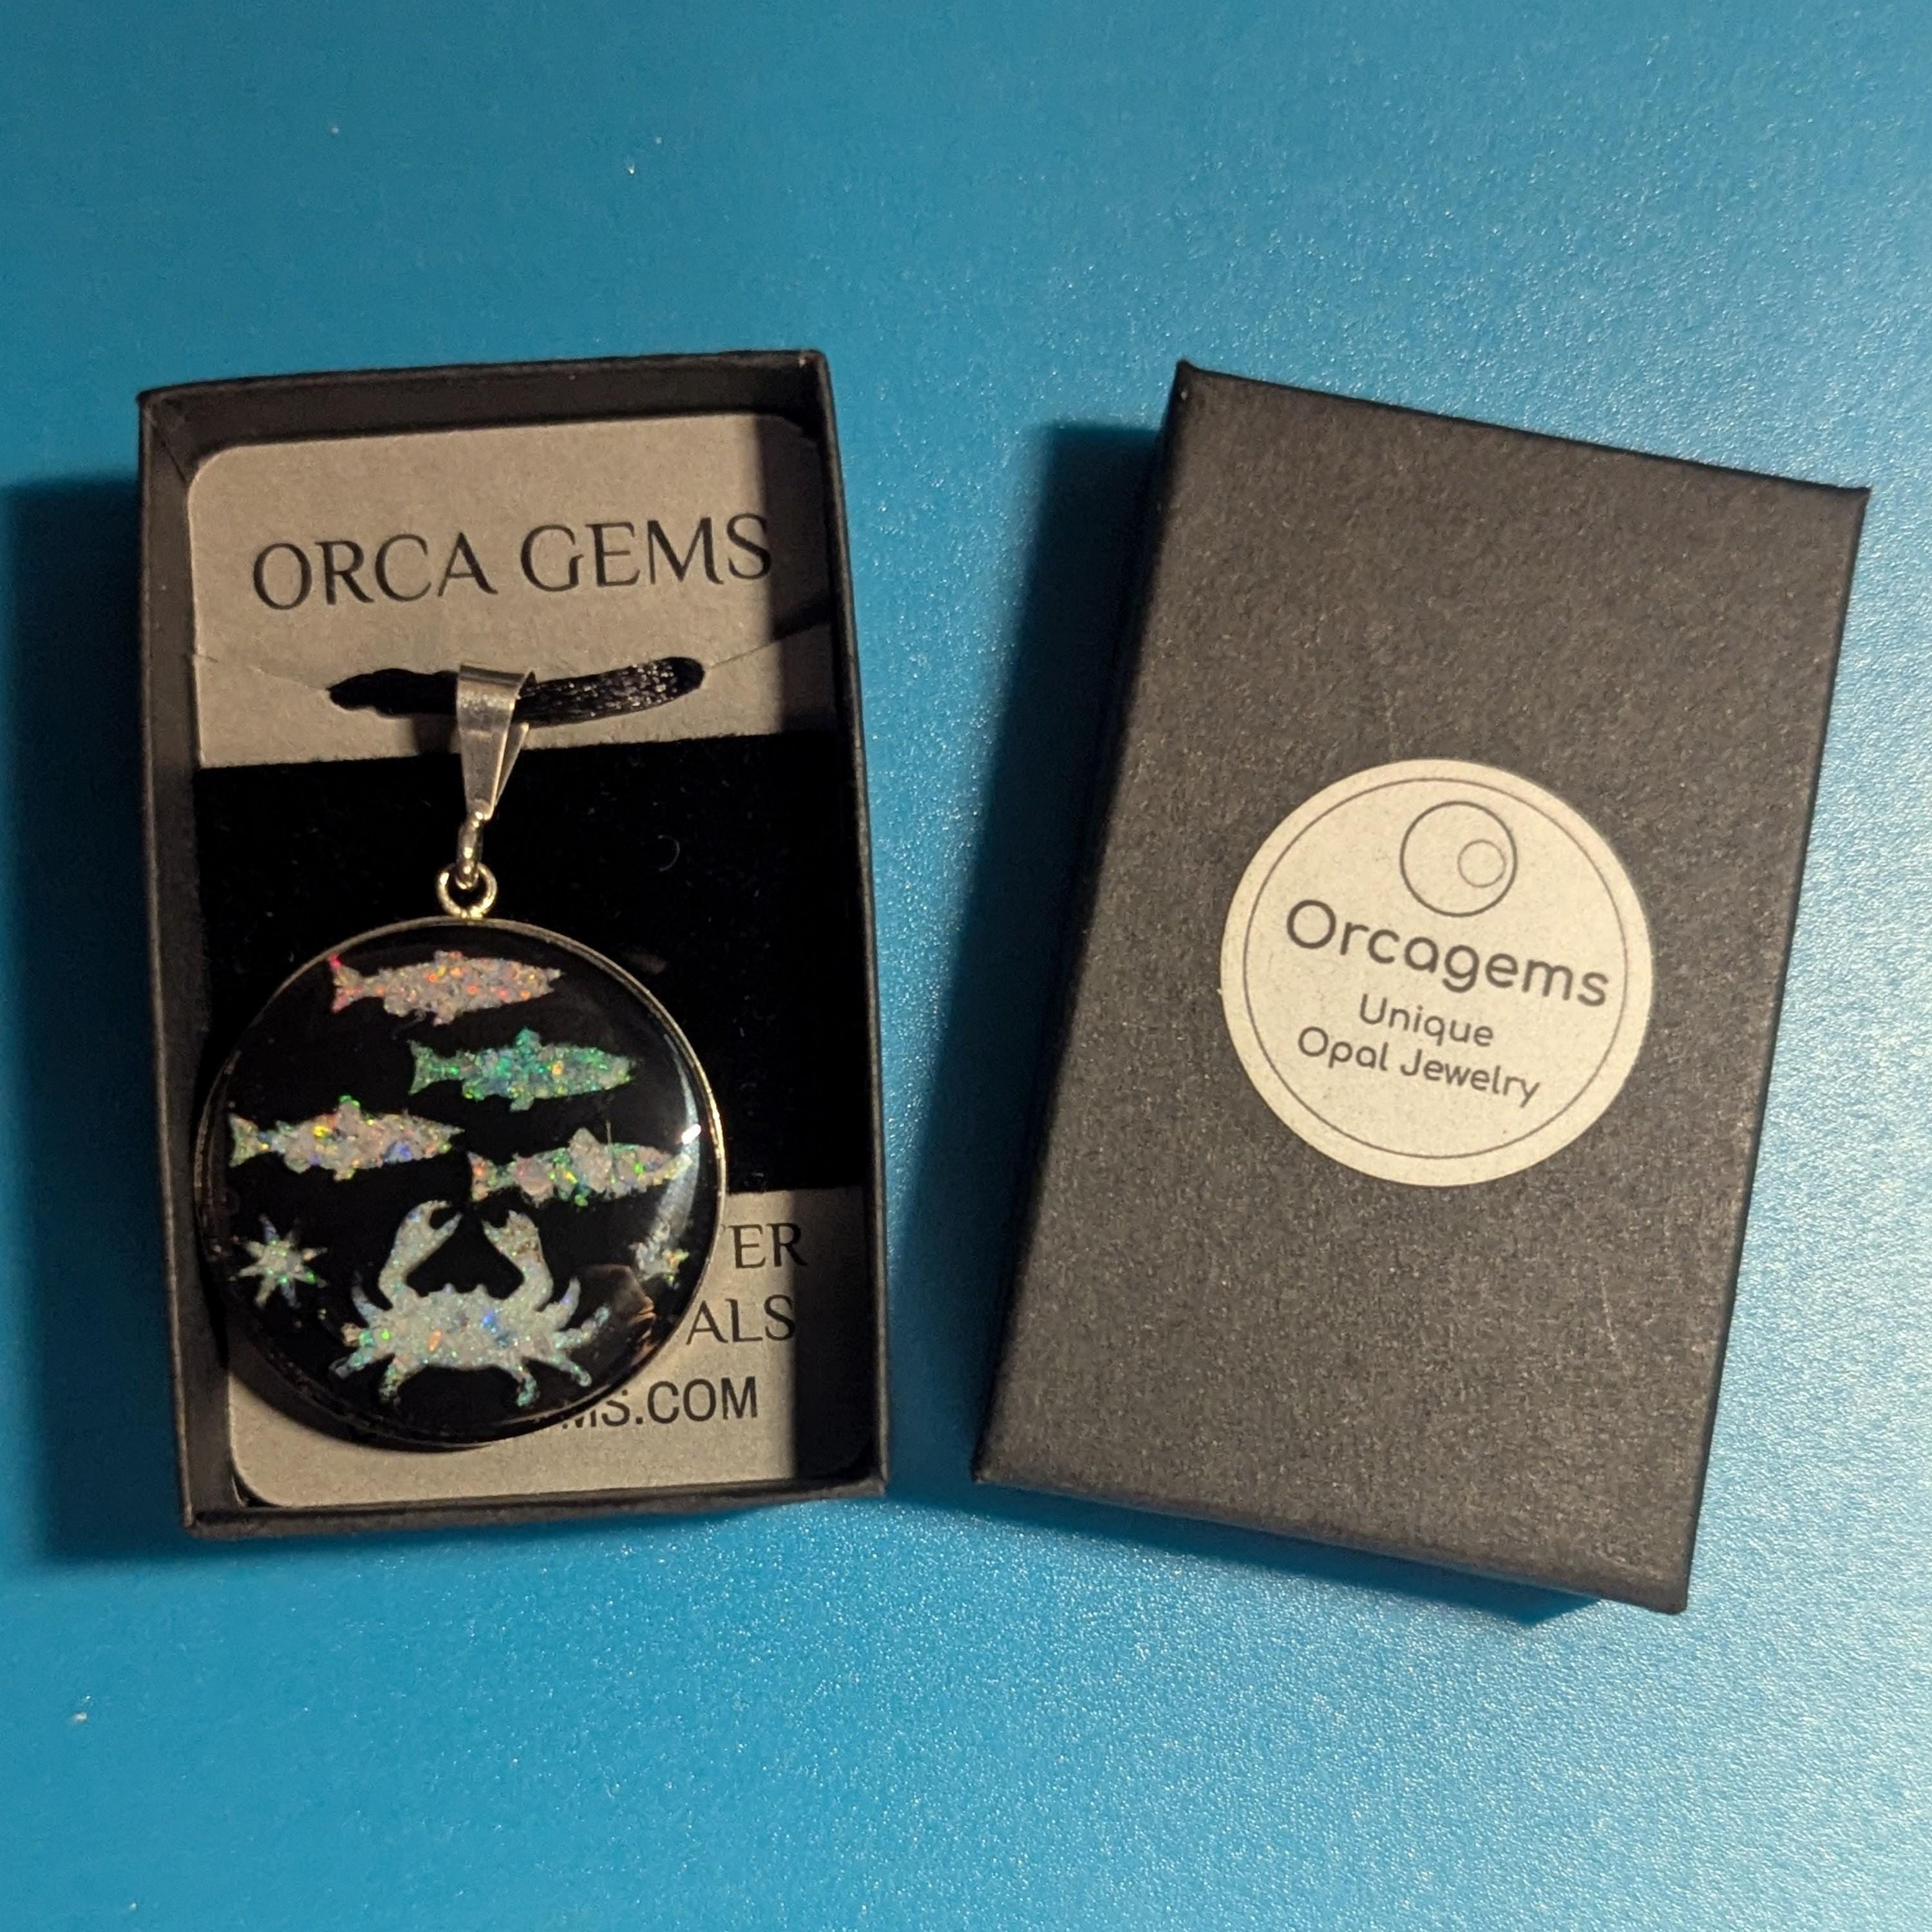 ORCA GEMS
ER
ALS
MS.COM
Orcagems
Unique
Opal Jewelry